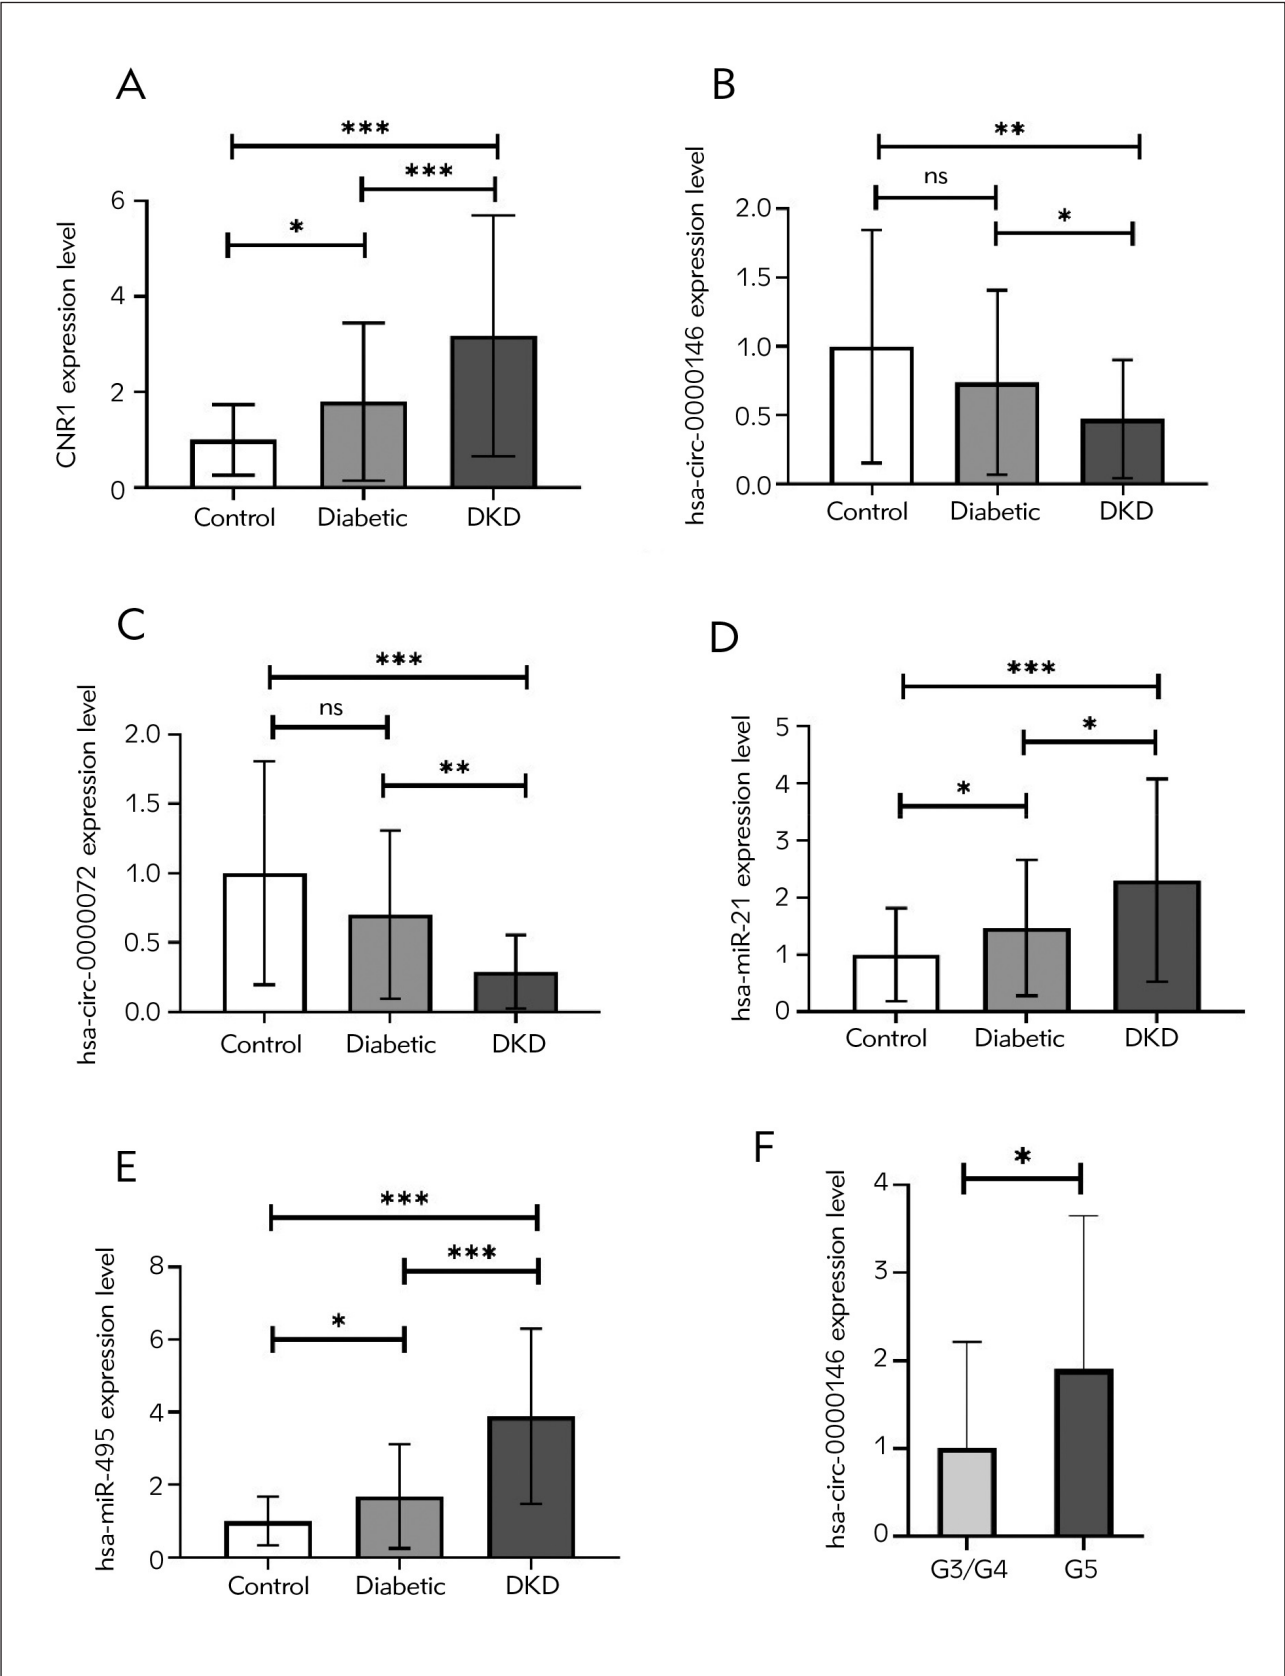 A
***
***
*
CNR1 expression level
6
4
2
0
Control Diabetic DKD
B
**
ns
*
hsa-circ-0000146 expression level
2.0
1.5
1.0
0.5
0.0
Control Diabetic DKD
C
***
ns
**
hsa-circ-0000072 expression level
2.0
1.5
1.0
0.5
0.0
Control Diabetic DKD
D
***
*
*
hsa-miR-21 expression level
5
4
3
2
1
0
Control Diabetic DKD
E
***
***
*
hsa-miR-495 expression level
8
6
4
2
0
Control Diabetic DKD
F
*
hsa-circ-0000146 expression level
4
3
2
1
0
G3/G4 G5